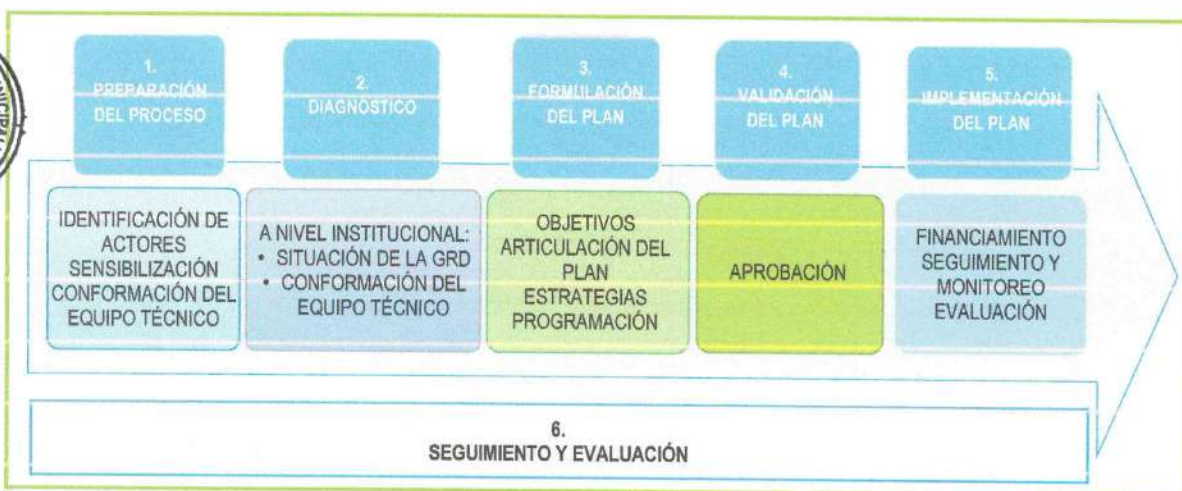 1.
PREPARACIÓN
DEL PROCESO
2.
DIAGNÓSTICO
3.
FORMULACIÓN
DEL PLAN
4.
VALIDACIÓN
DEL PLAN
5.
IMPLEMENTACIÓN
DEL PLAN
IDENTIFICACIÓN DE
ACTORES
SENSIBILIZACIÓN
CONFORMACIÓN DEL
EQUIPO TÉCNICO
A NIVEL INSTITUCIONAL:
• SITUACIÓN DE LA GRD
• CONFORMACIÓN DEL
EQUIPO TÉCNICO
OBJETIVOS
ARTICULACIÓN DEL
PLAN
ESTRATEGIAS
PROGRAMACIÓN
APROBACIÓN
FINANCIAMIENTO
SEGUIMIENTO Y
MONITOREO
EVALUACIÓN
6.
SEGUIMIENTO Y EVALUACIÓN